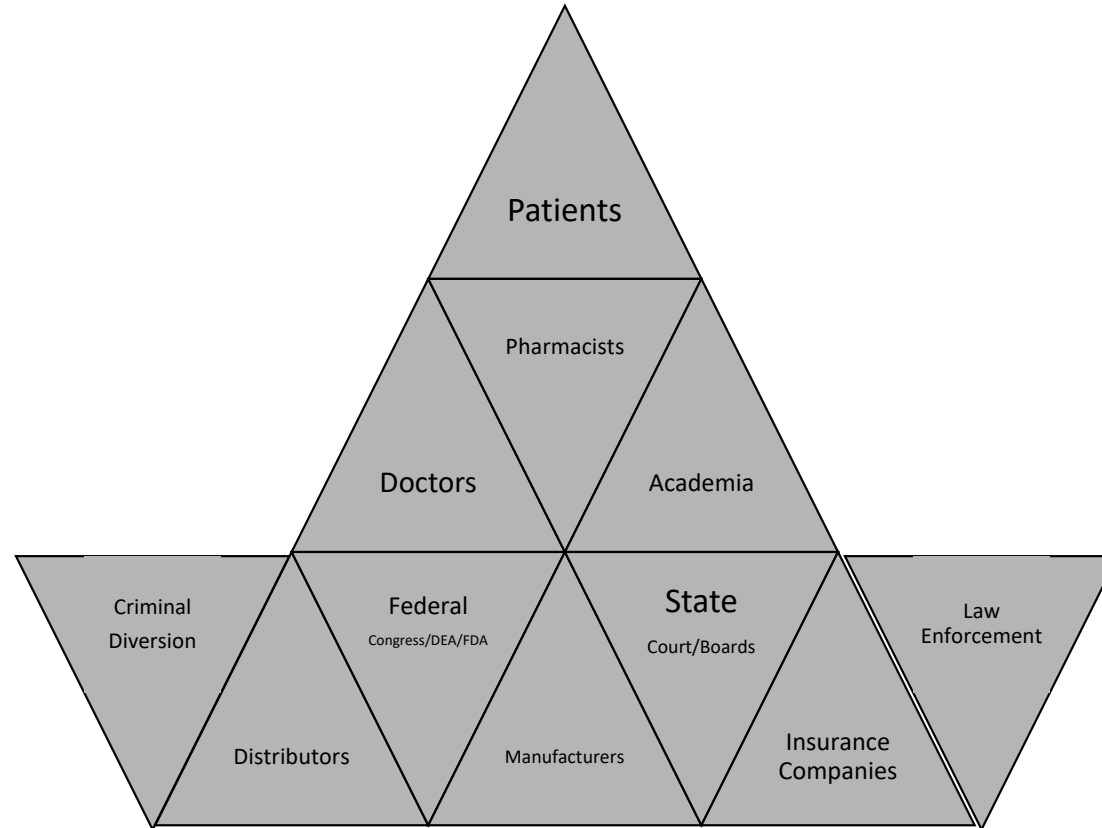 Patients
Pharmacists
Doctors
Academia
Criminal
Diversion
Federal
Congress/DEA/FDA
State
Court/Boards
Law
Enforcement
Distributors
Manufacturers
Insurance
Companies